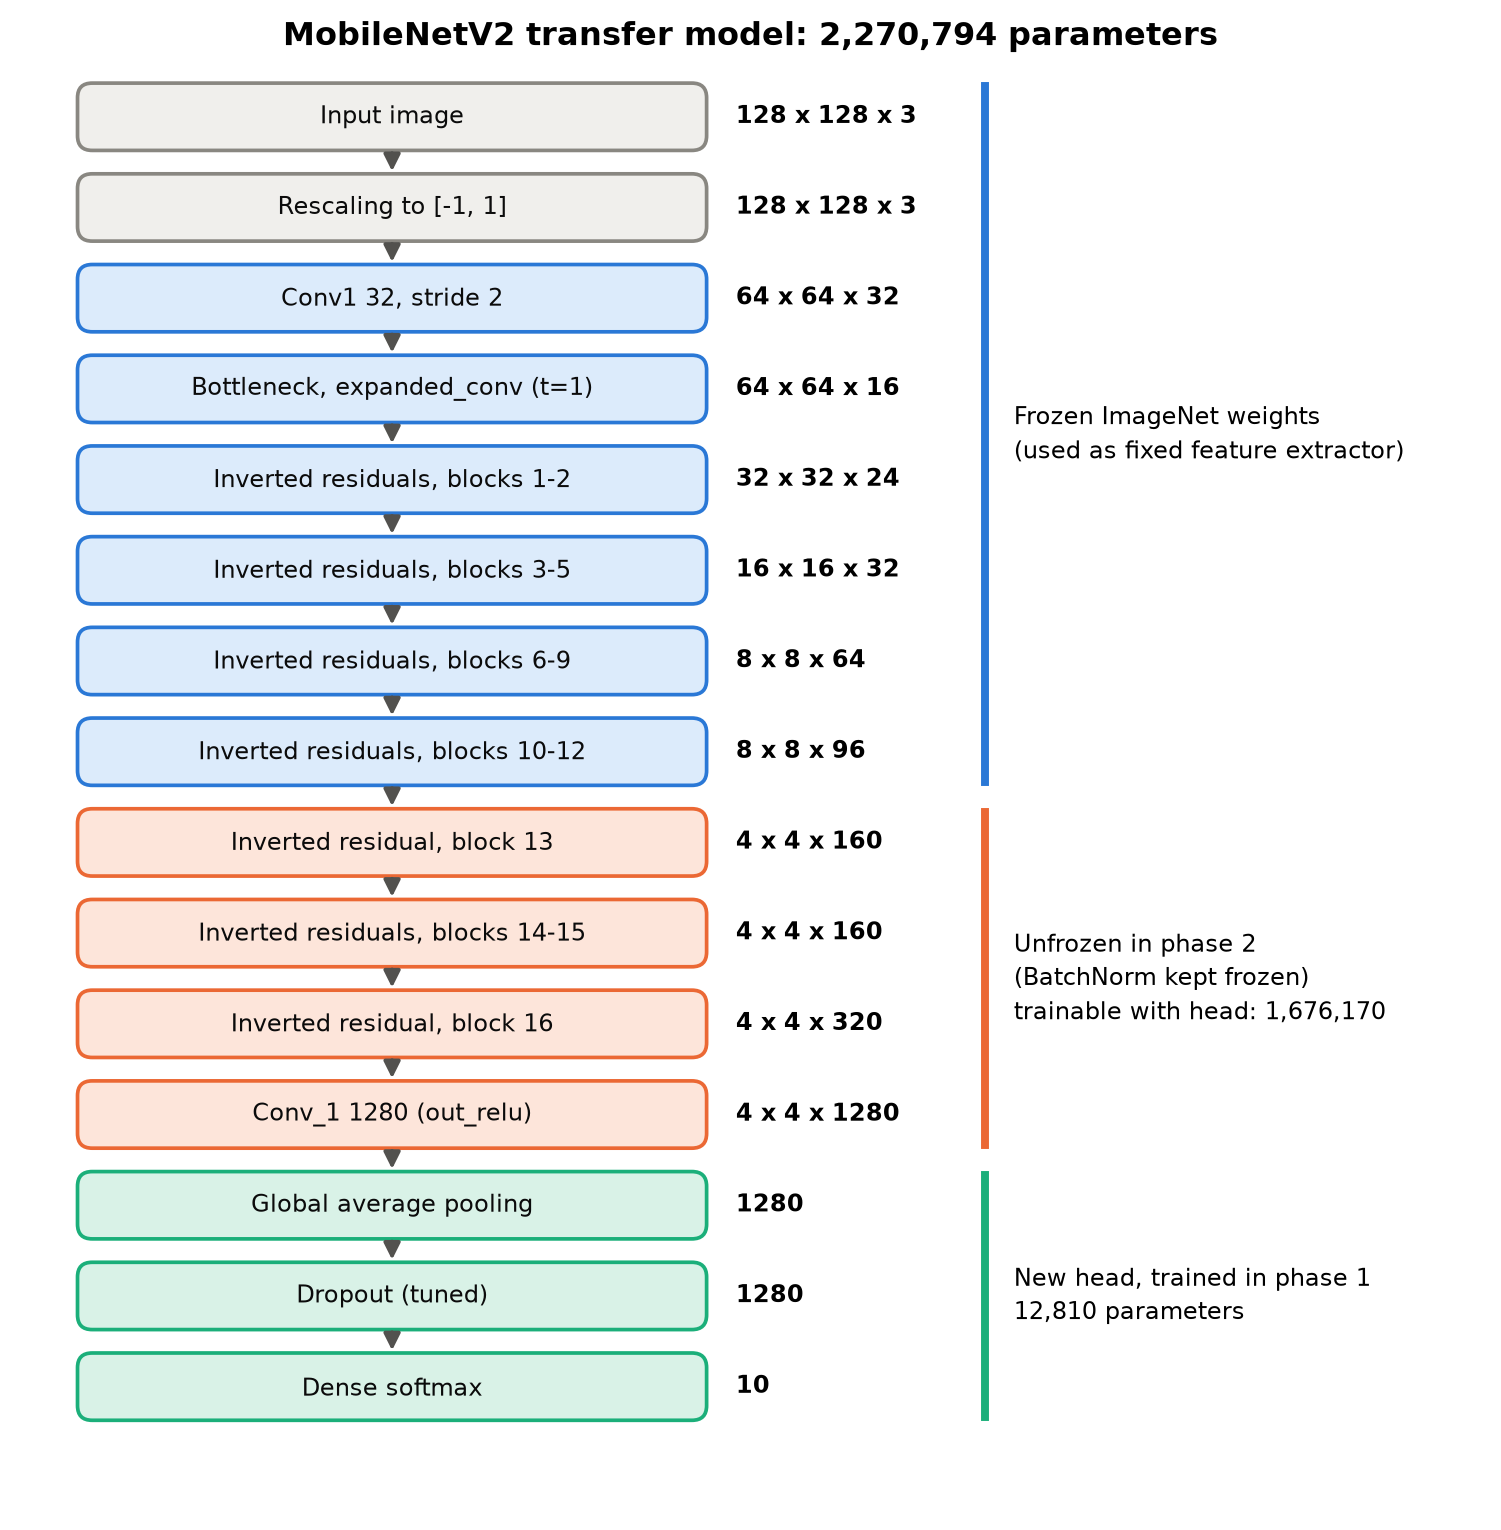 MobileNetV2 transfer model: 2,270,794 parameters
Input image
128 x 128 x 3
Rescaling to [-1, 1]
128 x 128 x 3
Conv1 32, stride 2
64 x 64 x 32
Bottleneck, expanded_conv (t=1)
64 x 64 x 16
Inverted residuals, blocks 1-2
32 x 32 x 24
Inverted residuals, blocks 3-5
16 x 16 x 32
Inverted residuals, blocks 6-9
8 x 8 x 64
Inverted residuals, blocks 10-12
8 x 8 x 96
Frozen ImageNet weights
(used as fixed feature extractor)
Inverted residual, block 13
4 x 4 x 160
Inverted residuals, blocks 14-15
4 x 4 x 160
Inverted residual, block 16
4 x 4 x 320
Conv_1 1280 (out_relu)
4 x 4 x 1280
Unfrozen in phase 2
(BatchNorm kept frozen)
trainable with head: 1,676,170
Global average pooling
1280
Dropout (tuned)
1280
Dense softmax
10
New head, trained in phase 1
12,810 parameters